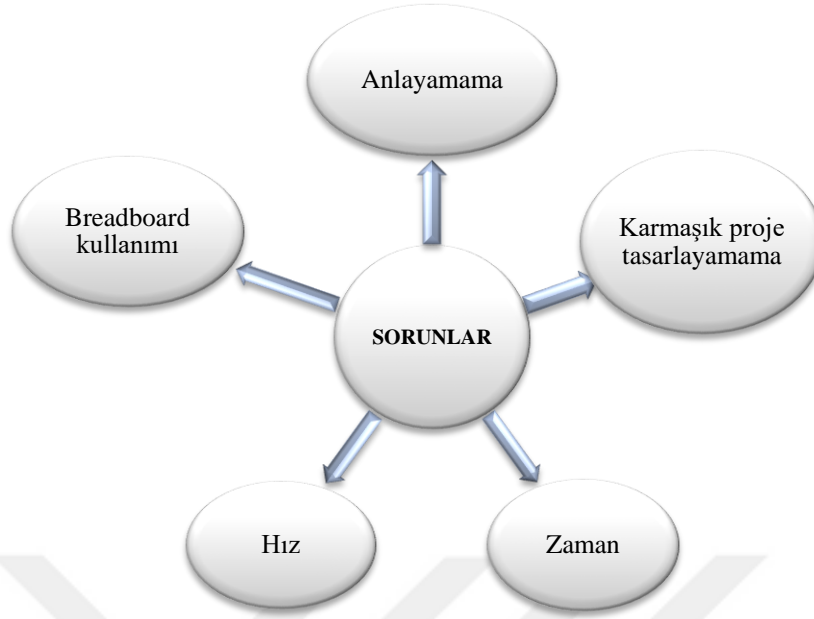 Anlayamama
Breadboard
kullanımı
Karmaşık proje
tasarlayamama
SORUNLAR
Hız
Zaman